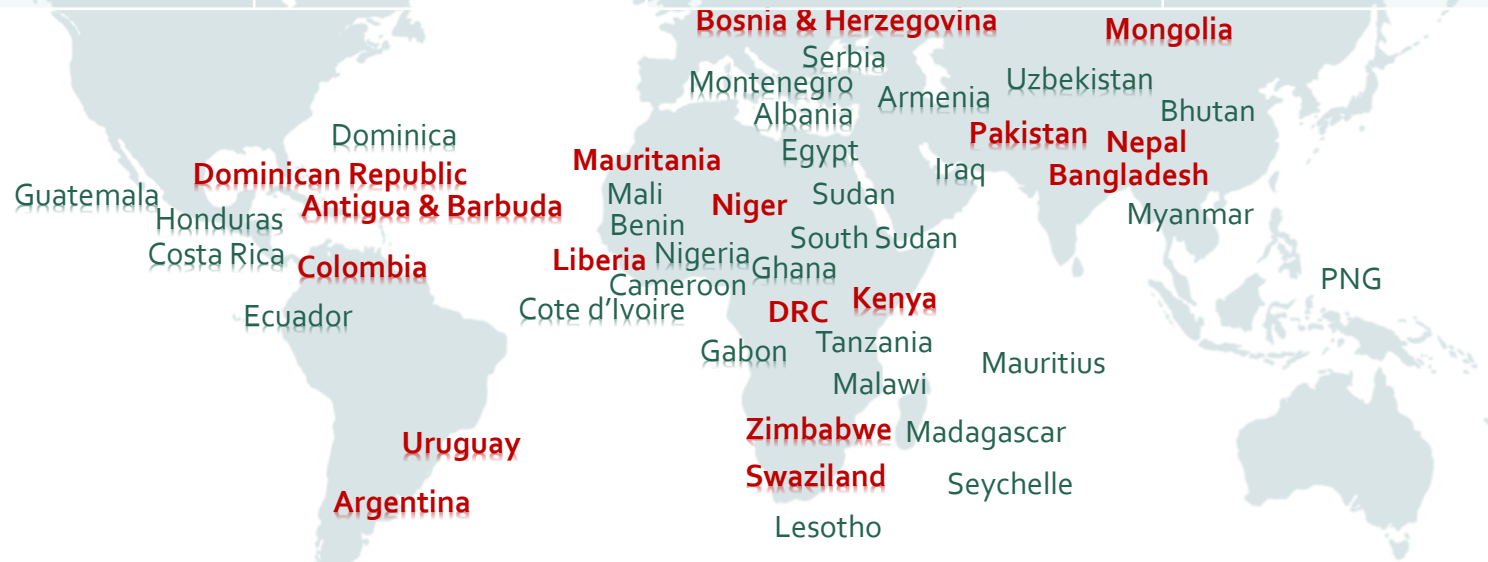 Bosnia & Herzegovina
Mongolia
Serbia
Montenegro
Uzbekistan
Armenia
Albania
Bhutan
Dominica
Pakistan
Nepal
Egypt
Mauritania
Iraq
Dominican Republic
Bangladesh
Guatemala
Mali
Sudan
Niger
Antigua & Barbuda
Honduras
Benin
Myanmar
South Sudan
Costa Rica
Nigeria
Liberia
Colombia
Ghana
PNG
Cameroon
Kenya
Cote d’Ivoire
DRC
Ecuador
Tanzania
Gabon
Mauritius
Malawi
Zimbabwe
Madagascar
Uruguay
Swaziland
Seychelle
Argentina
Lesotho